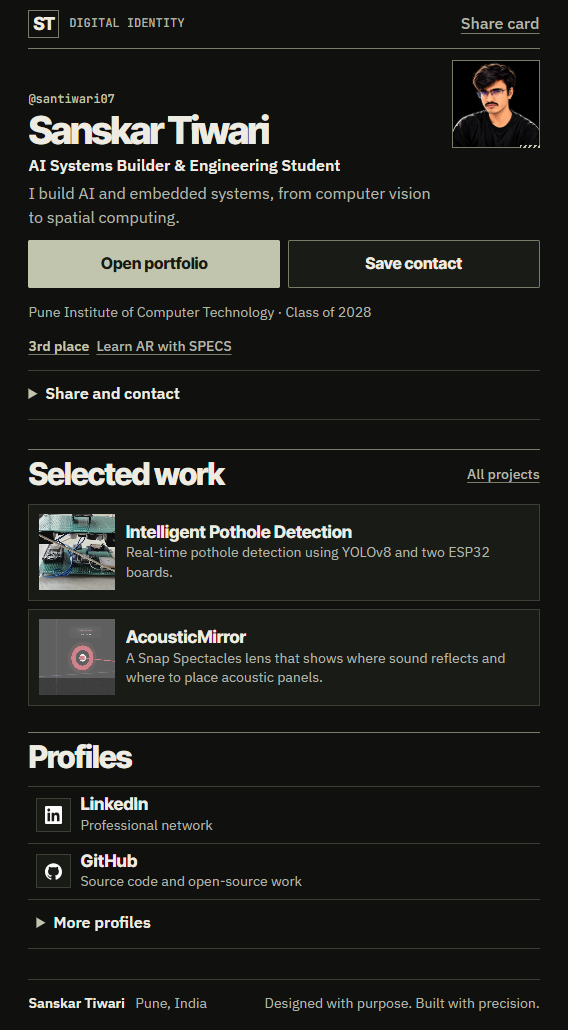 ST DIGITAL IDENTITY Share card
@santiwari07
Sanskar Tiwari
AI Systems Builder & Engineering Student
I build AI and embedded systems, from computer vision
to spatial computing.
Open portfolio Save contact
Pune Institute of Computer Technology · Class of 2028
3rd place Learn AR with SPECS
Share and contact
Selected work All projects
Intelligent Pothole Detection
Real-time pothole detection using YOLOv8 and two ESP32
boards.
AcousticMirror
A Snap Spectacles lens that shows where sound reflects and
where to place acoustic panels.
Profiles
LinkedIn
Professional network
GitHub
Source code and open-source work
More profiles
Sanskar Tiwari Pune, India Designed with purpose. Built with precision.